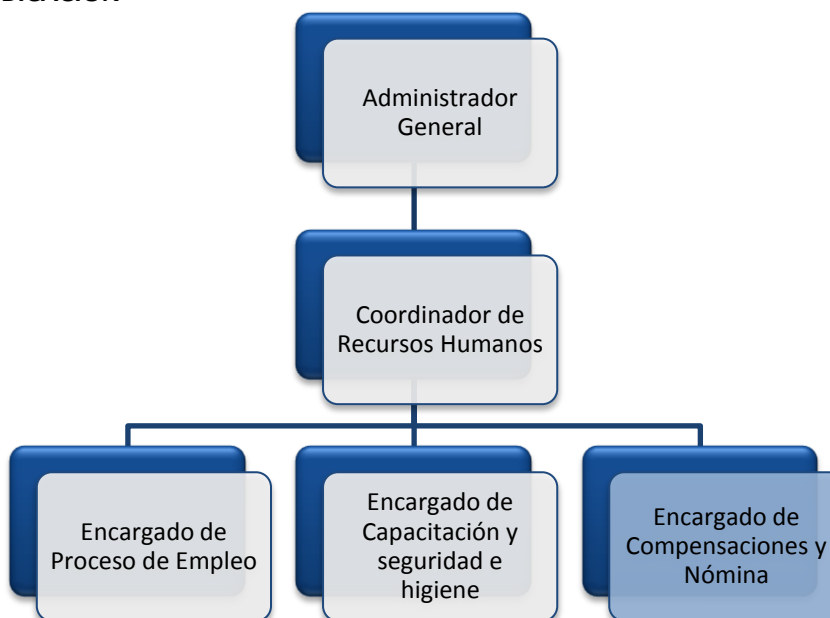 Administrador
General
Coordinador de
Recursos Humanos
Encargado de
Proceso de Empleo
Encargado de
Capacitación y
seguridad e
higiene
Encargado de
Compensaciones y
Nómina